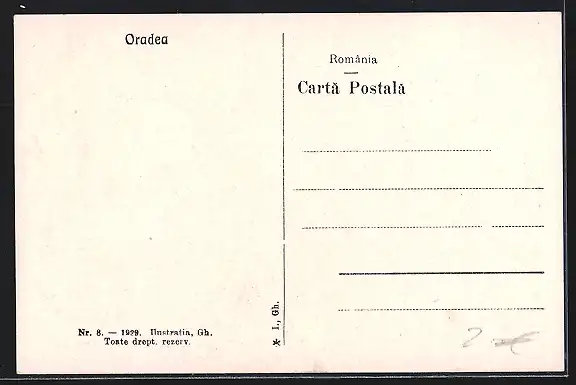 Oradea
România
Cartă Postală
Nr. 8. — 1929. Ilustratia, Gh.
Toate drept. rezerv.
* I., Gh.